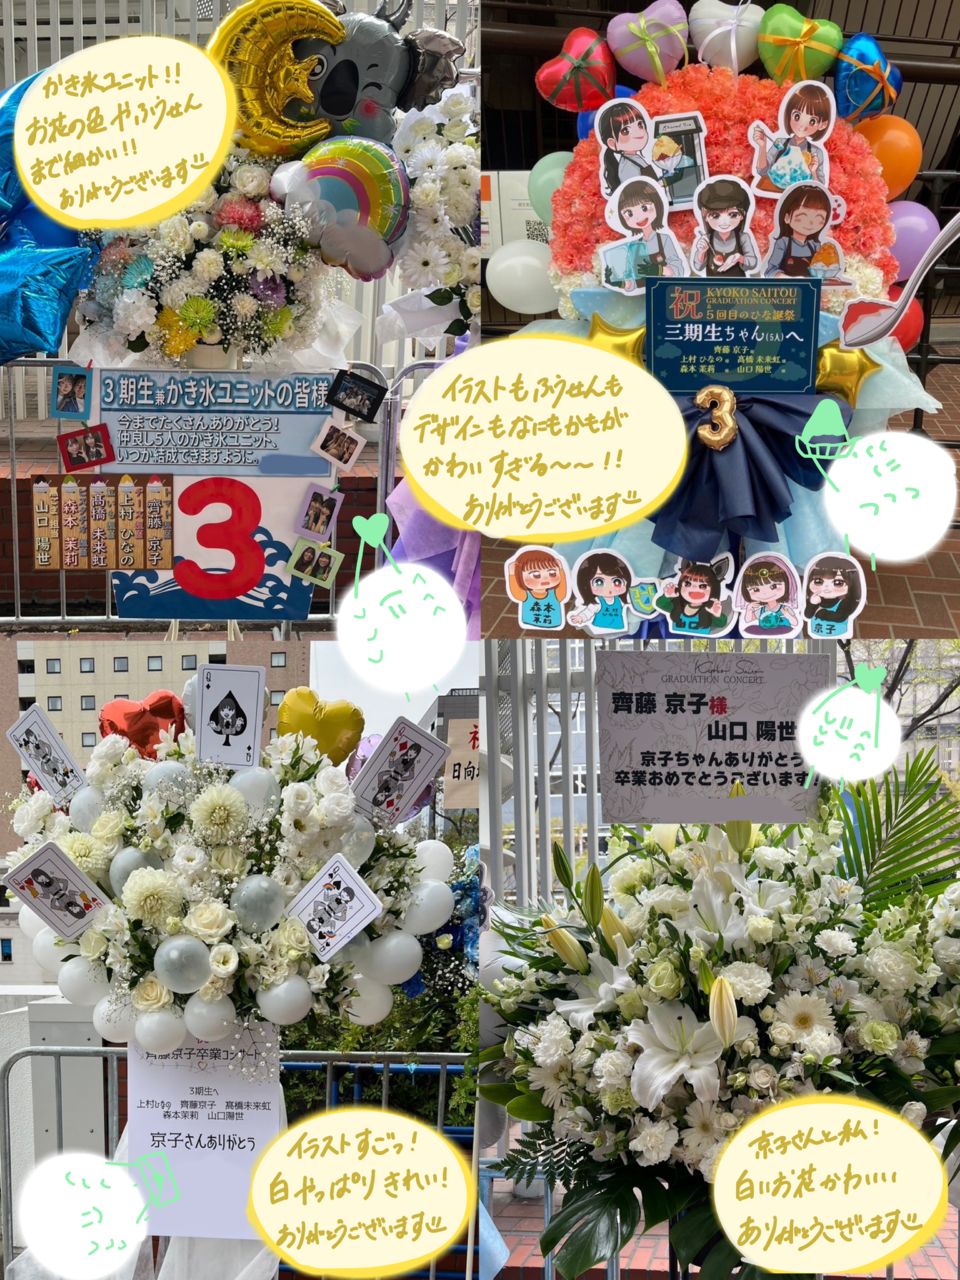 かき氷ユニット!!
お花の色やふうせん
まで細かい!!
ありがとうございます
3期生兼かき氷ユニットの皆様
今までたくさんありがとう!
仲良し5人のかき氷ユニット、
いつか結成できますように。
齊藤 京子
上村 ひなの
髙橋 未来虹
森本 茉莉
山口 陽世
3
祝
KYOKO SAITOU
GRADUATION CONCERT
5回目のひな誕祭
三期生ちゃん(5人)へ
齊藤 京子
上村 ひなの
髙橋 未来虹
森本 茉莉
山口 陽世
3
イラストもふうせんも
デザインもなにもかもが
かわいすぎる〜〜!!
ありがとうございます
森本
茉莉
京子
Q
日向坂
齊藤京子卒業コンサート
3期生へ
上村ひなの 齊藤京子 髙橋未来虹
森本茉莉 山口陽世
京子さんありがとう
イラストすごっ!
白やっぱりきれい!
ありがとうございます
Kyoko Saito
GRADUATION CONCERT
齊藤 京子様
山口 陽世
京子ちゃんありがとう
卒業おめでとうございます!
京子さんと私!
白いお花かわいい
ありがとうございます